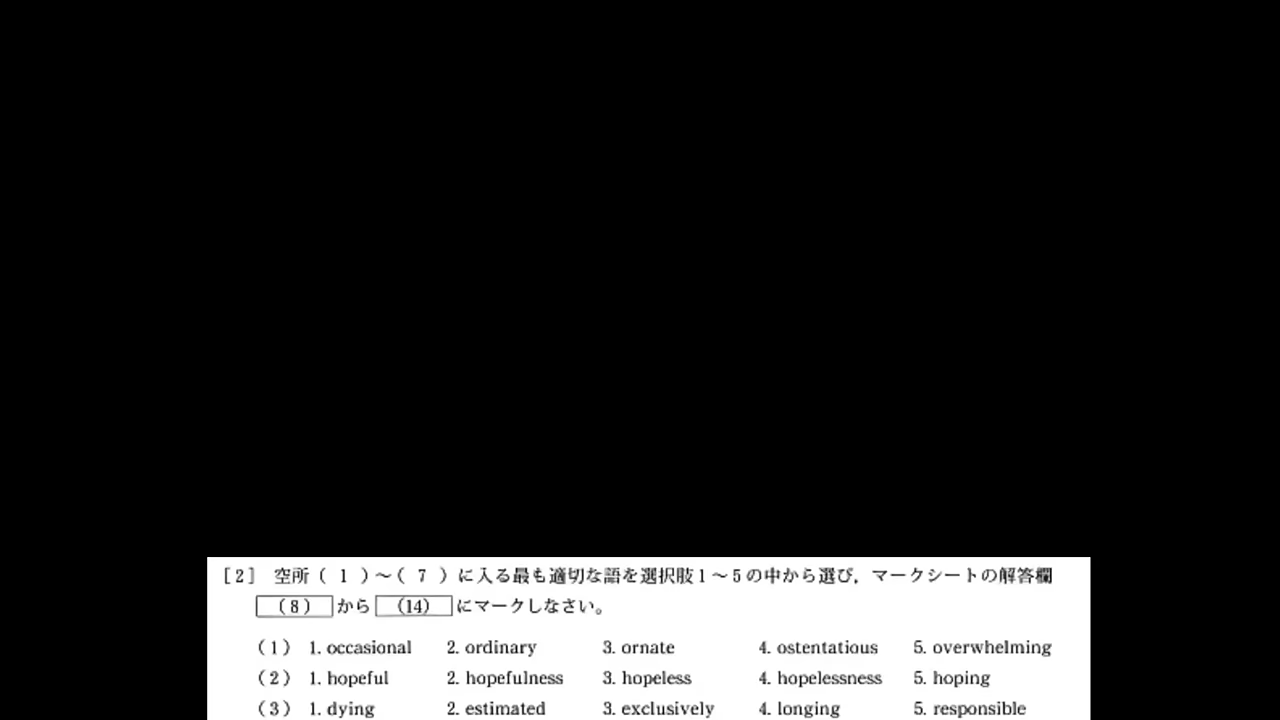 [2] 空所（ 1 ）～（ 7 ）に入る最も適切な語を選択肢1～5の中から選び，マークシートの解答欄
（8）から（14）にマークしなさい。
（1） 1. occasional 2. ordinary 3. ornate 4. ostentatious 5. overwhelming
（2） 1. hopeful 2. hopefulness 3. hopeless 4. hopelessness 5. hoping
（3） 1. dying 2. estimated 3. exclusively 4. longing 5. responsible